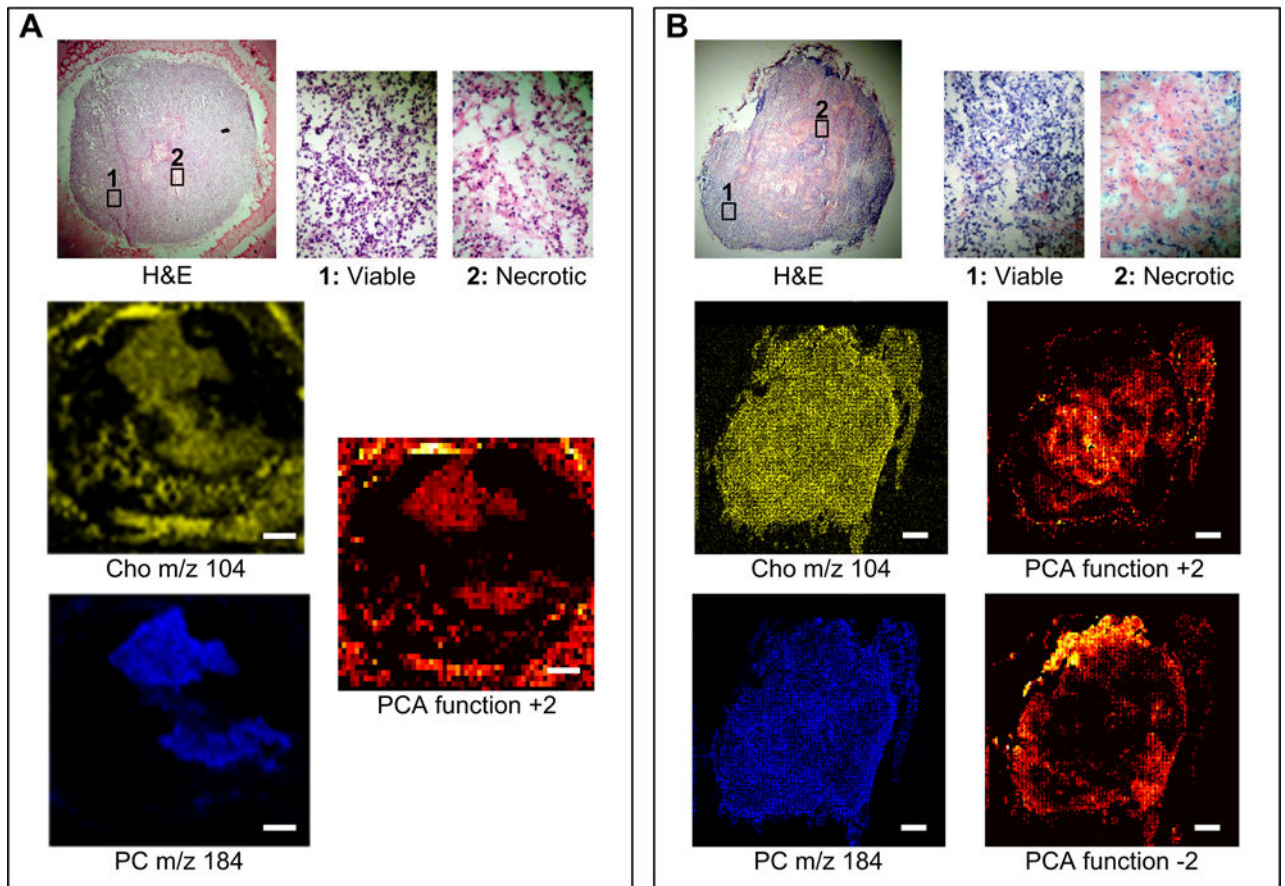 A
1
2
H&E
1: Viable
2: Necrotic
Cho m/z 104
PCA function +2
PC m/z 184
B
2
1
H&E
1: Viable
2: Necrotic
Cho m/z 104
PCA function +2
PC m/z 184
PCA function -2